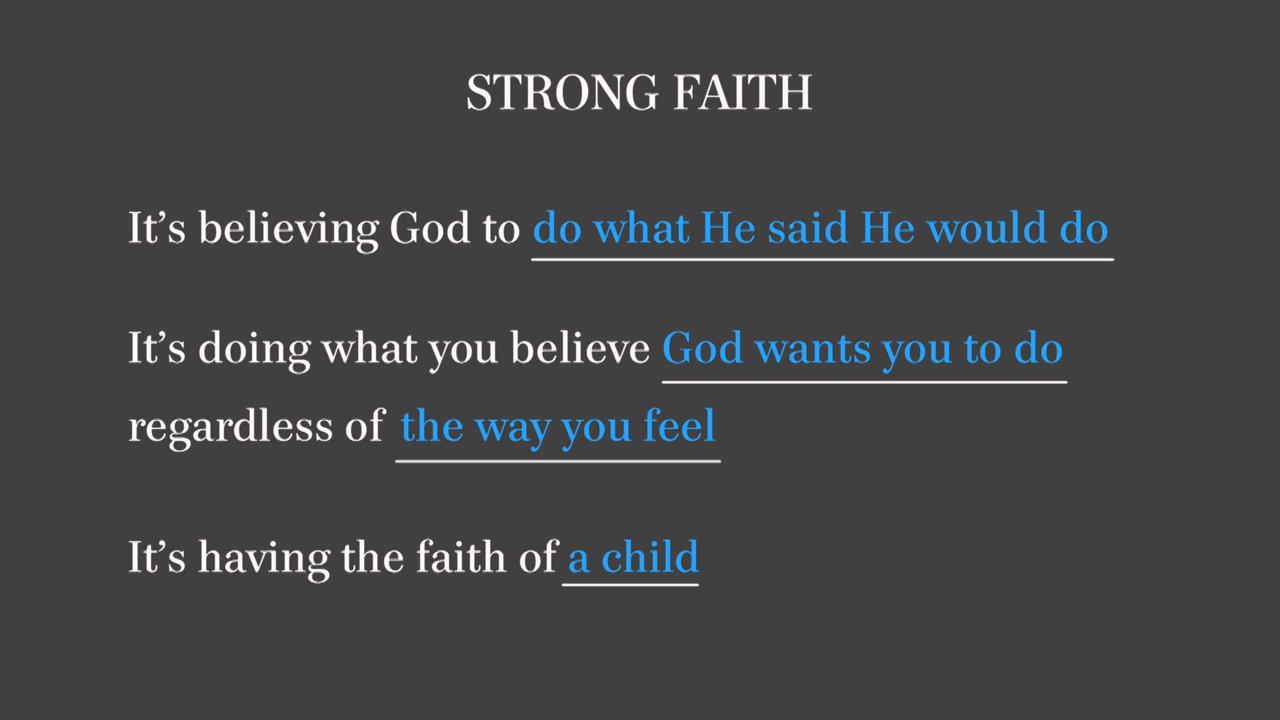 STRONG FAITH
It’s believing God to do what He said He would do
It’s doing what you believe God wants you to do
regardless of the way you feel
It’s having the faith of a child